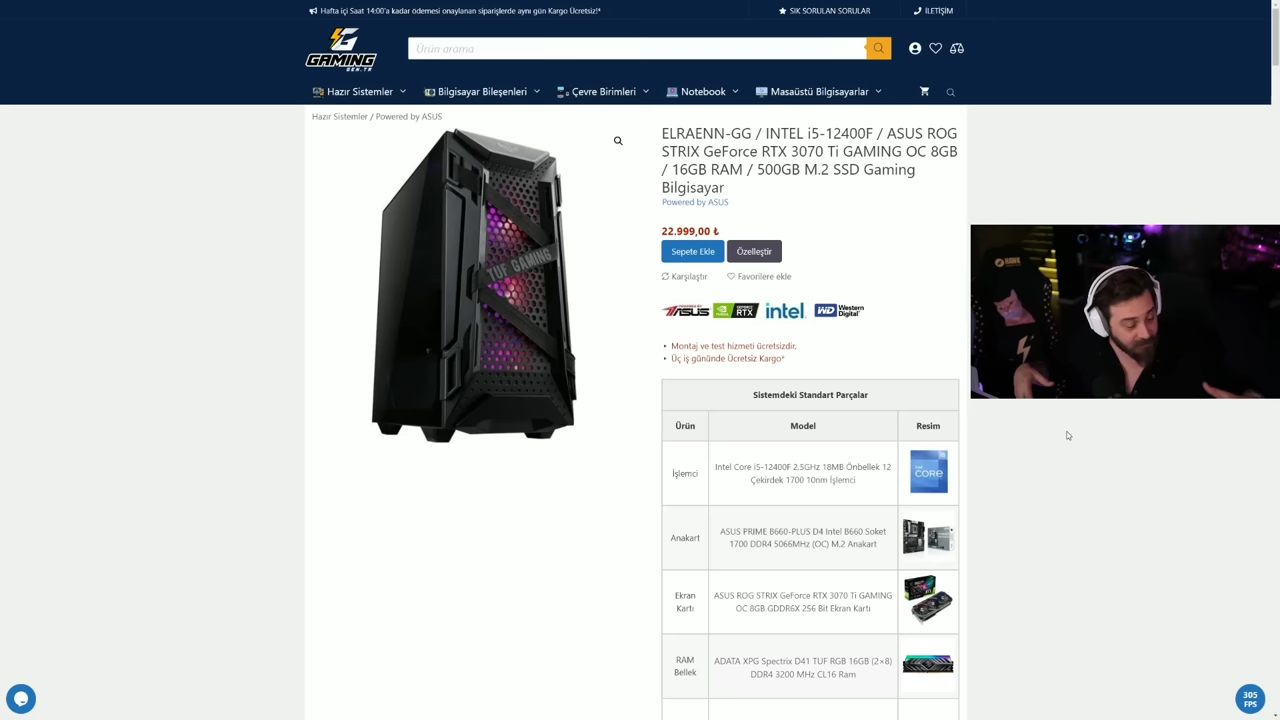 Hafta içi Saat 14:00'a kadar ödemesi onaylanan siparişlerde aynı gün Kargo Ücretsiz!*
SIK SORULAN SORULAR
İLETİŞİM
GAMING
GEN.TR
Ürün arama
Hazır Sistemler
Bilgisayar Bileşenleri
Çevre Birimleri
Notebook
Masaüstü Bilgisayarlar
Hazır Sistemler / Powered by ASUS
TUF GAMING
ELRAENN-GG / INTEL i5-12400F / ASUS ROG
STRIX GeForce RTX 3070 Ti GAMING OC 8GB
/ 16GB RAM / 500GB M.2 SSD Gaming
Bilgisayar
Powered by ASUS
22.999,00 ₺
Sepete Ekle
Özelleştir
Karşılaştır
Favorilere ekle
POWERED BY
ASUS
GEFORCE
RTX
intel.
WD Western
Digital
• Montaj ve test hizmeti ücretsizdir.
• Üç iş gününde Ücretsiz Kargo*
Sistemdeki Standart Parçalar
Ürün Model Resim
İşlemci
Intel Core i5-12400F 2.5GHz 18MB Önbellek 12
Çekirdek 1700 10nm İşlemci
intel
CORE
Anakart
ASUS PRIME B660-PLUS D4 Intel B660 Soket
1700 DDR4 5066MHz (OC) M.2 Anakart
Ekran
Kartı
ASUS ROG STRIX GeForce RTX 3070 Ti GAMING
OC 8GB GDDR6X 256 Bit Ekran Kartı
RAM
Bellek
ADATA XPG Spectrix D41 TUF RGB 16GB (2×8)
DDR4 3200 MHz CL16 Ram
305
FPS